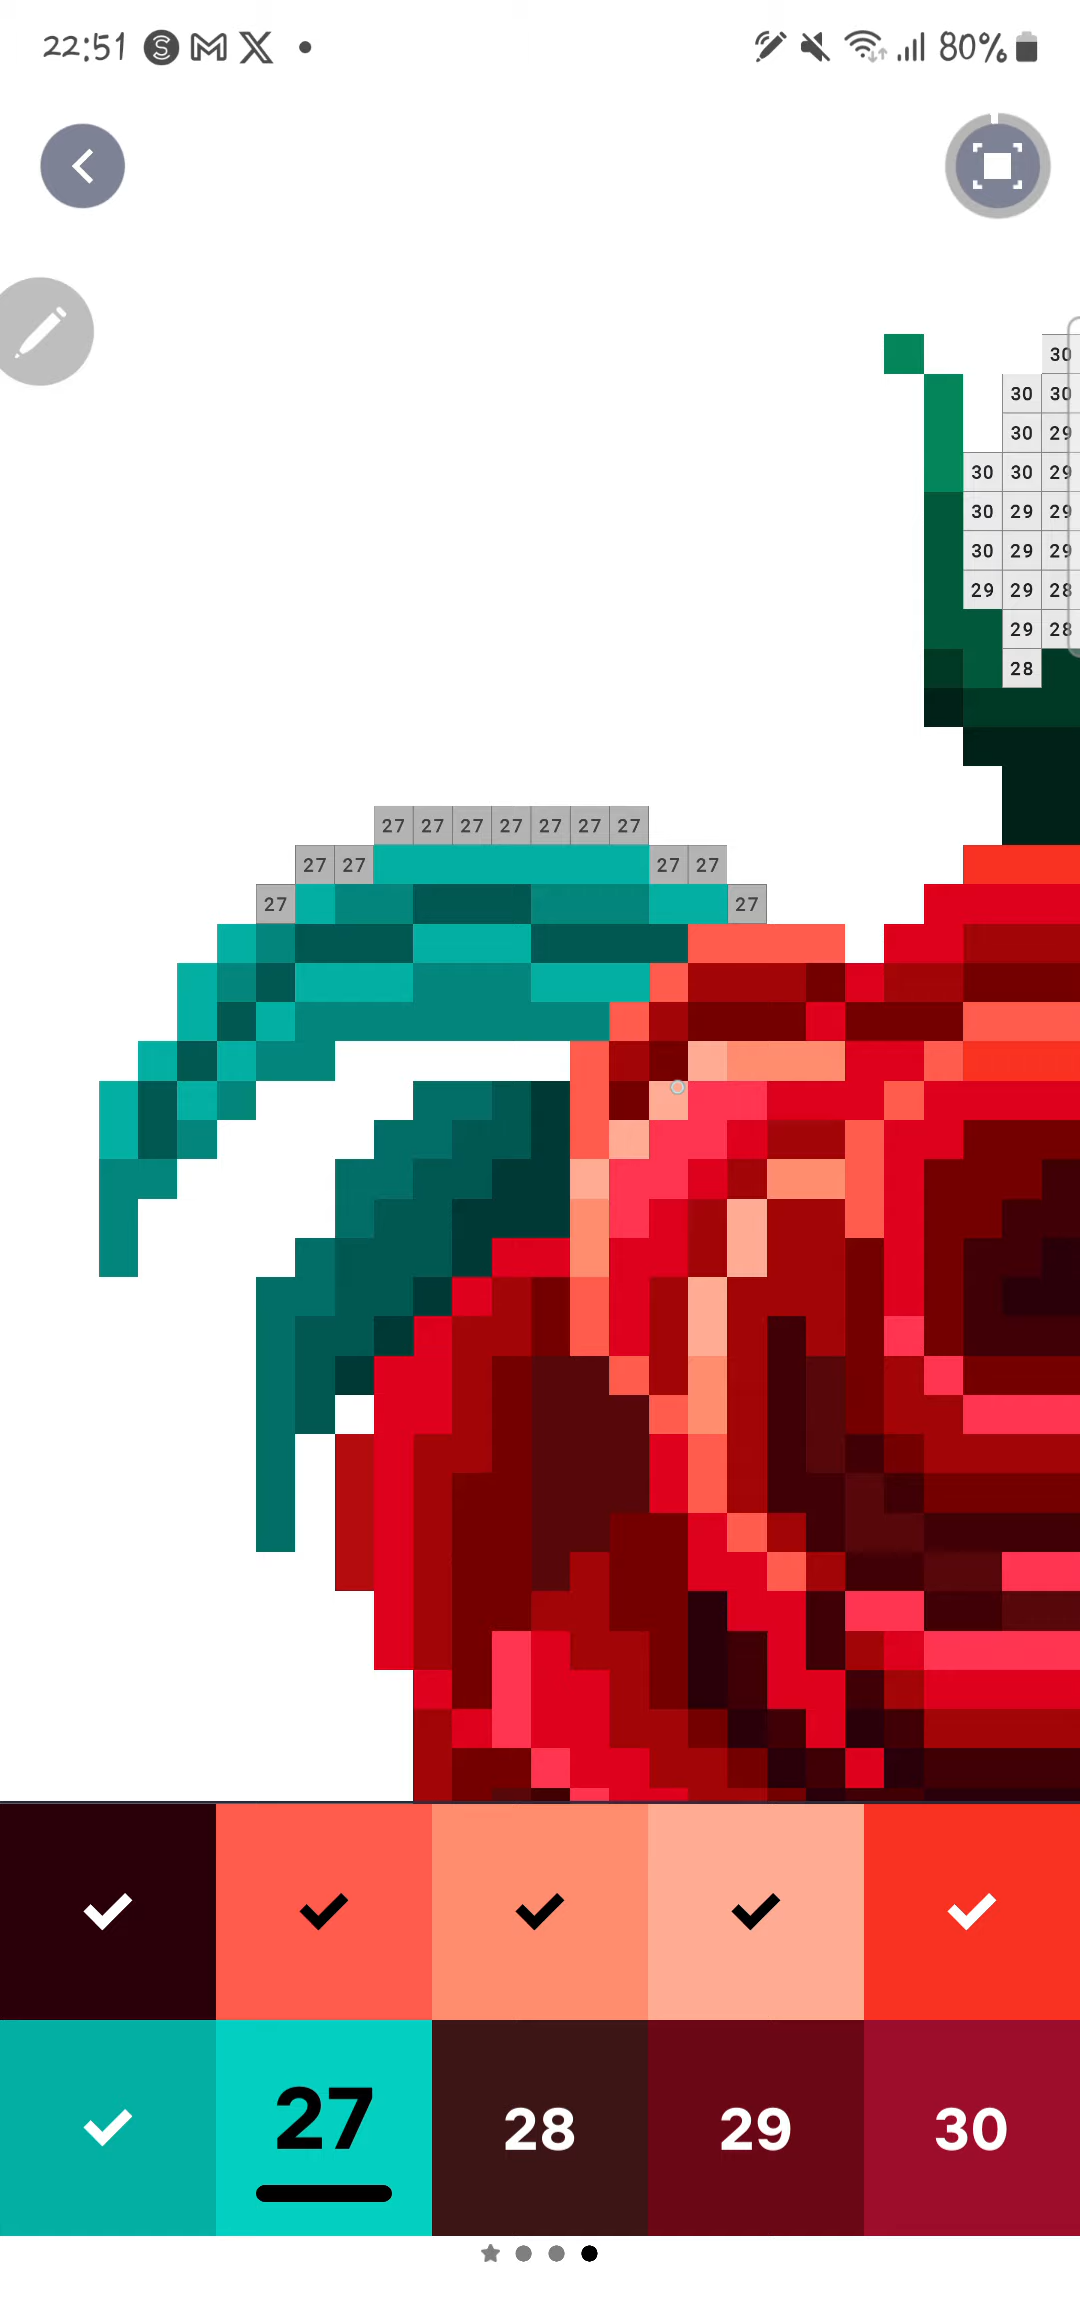 22:51 80%
30
30 30
30 29
30 30 29
30 29 29
30 29 29
29 29 28
29 28
28
27 27 27 27 27 27 27
27 27 27 27
27 27
27 28 29 30